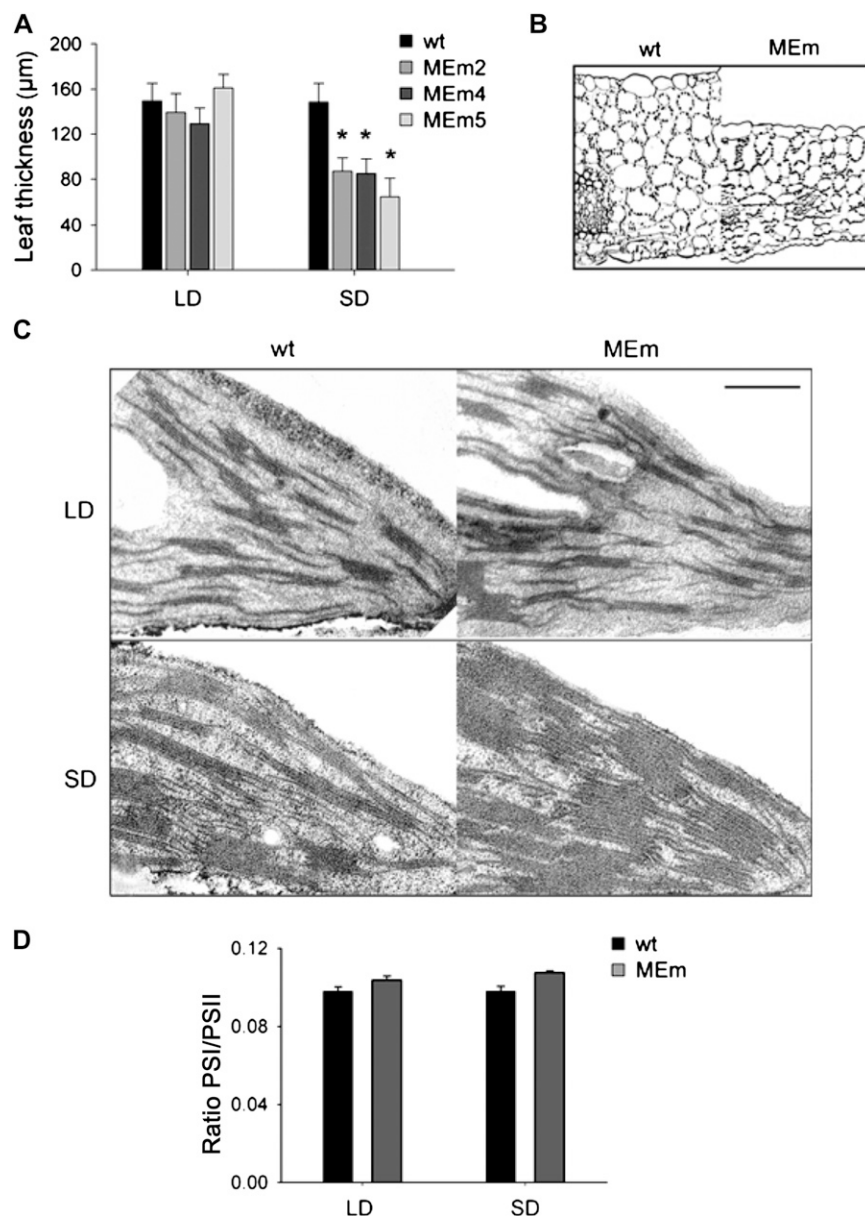 A
Leaf thickness (µm)
200
160
120
80
40
0
LD
SD
* * *
wt
MEm2
MEm4
MEm5
B
wt MEm
C
wt MEm
LD
SD
D
Ratio PSI/PSII
0.12
0.08
0.04
0.00
LD SD
wt
MEm